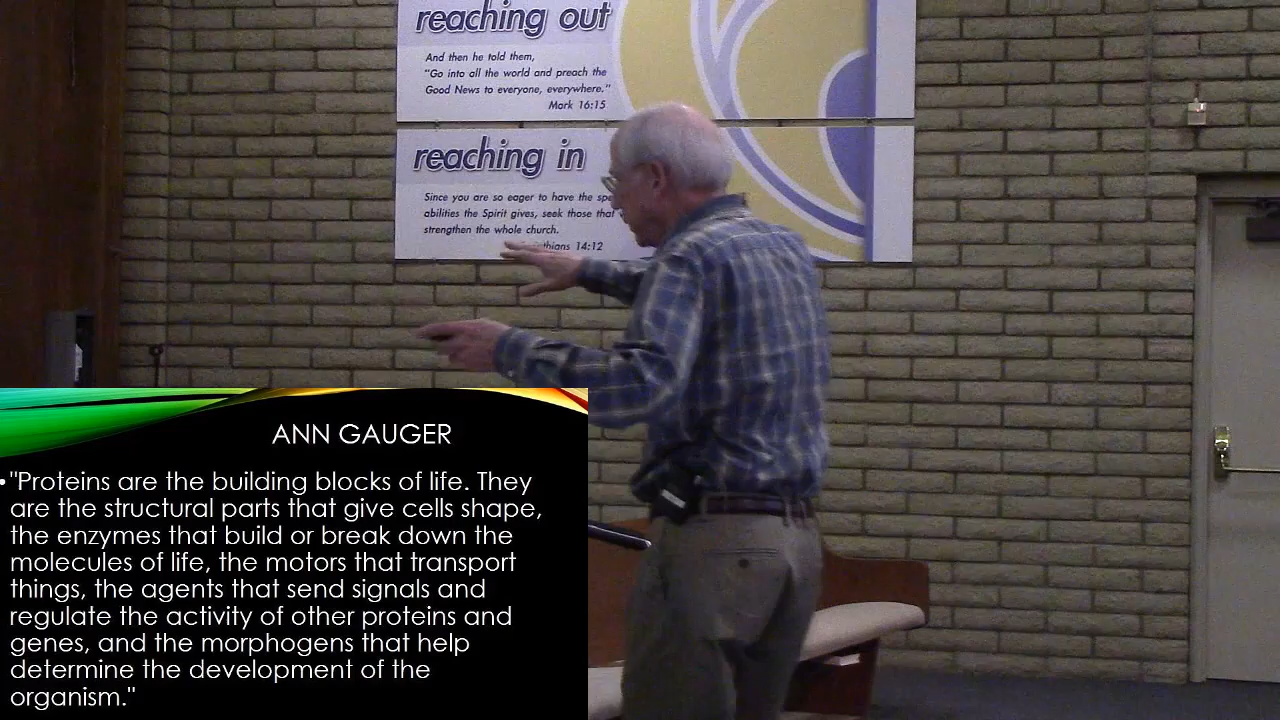 reaching out
And then he told them,
"Go into all the world and preach the
Good News to everyone, everywhere."
Mark 16:15
reaching in
Since you are so eager to have the
abilities the Spirit gives, seek those that
strengthen the whole church.
14:12
ANN GAUGER
• "Proteins are the building blocks of life. They
are the structural parts that give cells shape,
the enzymes that build or break down the
molecules of life, the motors that transport
things, the agents that send signals and
regulate the activity of other proteins and
genes, and the morphogens that help
determine the development of the
organism."